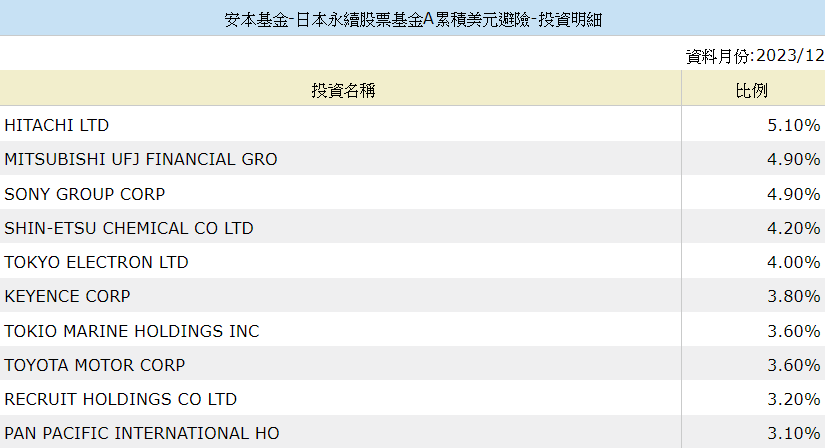 安本基金-日本永續股票基金A累積美元避險-投資明細
資料月份:2023/12
投資名稱 比例
HITACHI LTD 5.10%
MITSUBISHI UFJ FINANCIAL GRO 4.90%
SONY GROUP CORP 4.90%
SHIN-ETSU CHEMICAL CO LTD 4.20%
TOKYO ELECTRON LTD 4.00%
KEYENCE CORP 3.80%
TOKIO MARINE HOLDINGS INC 3.60%
TOYOTA MOTOR CORP 3.60%
RECRUIT HOLDINGS CO LTD 3.20%
PAN PACIFIC INTERNATIONAL HO 3.10%